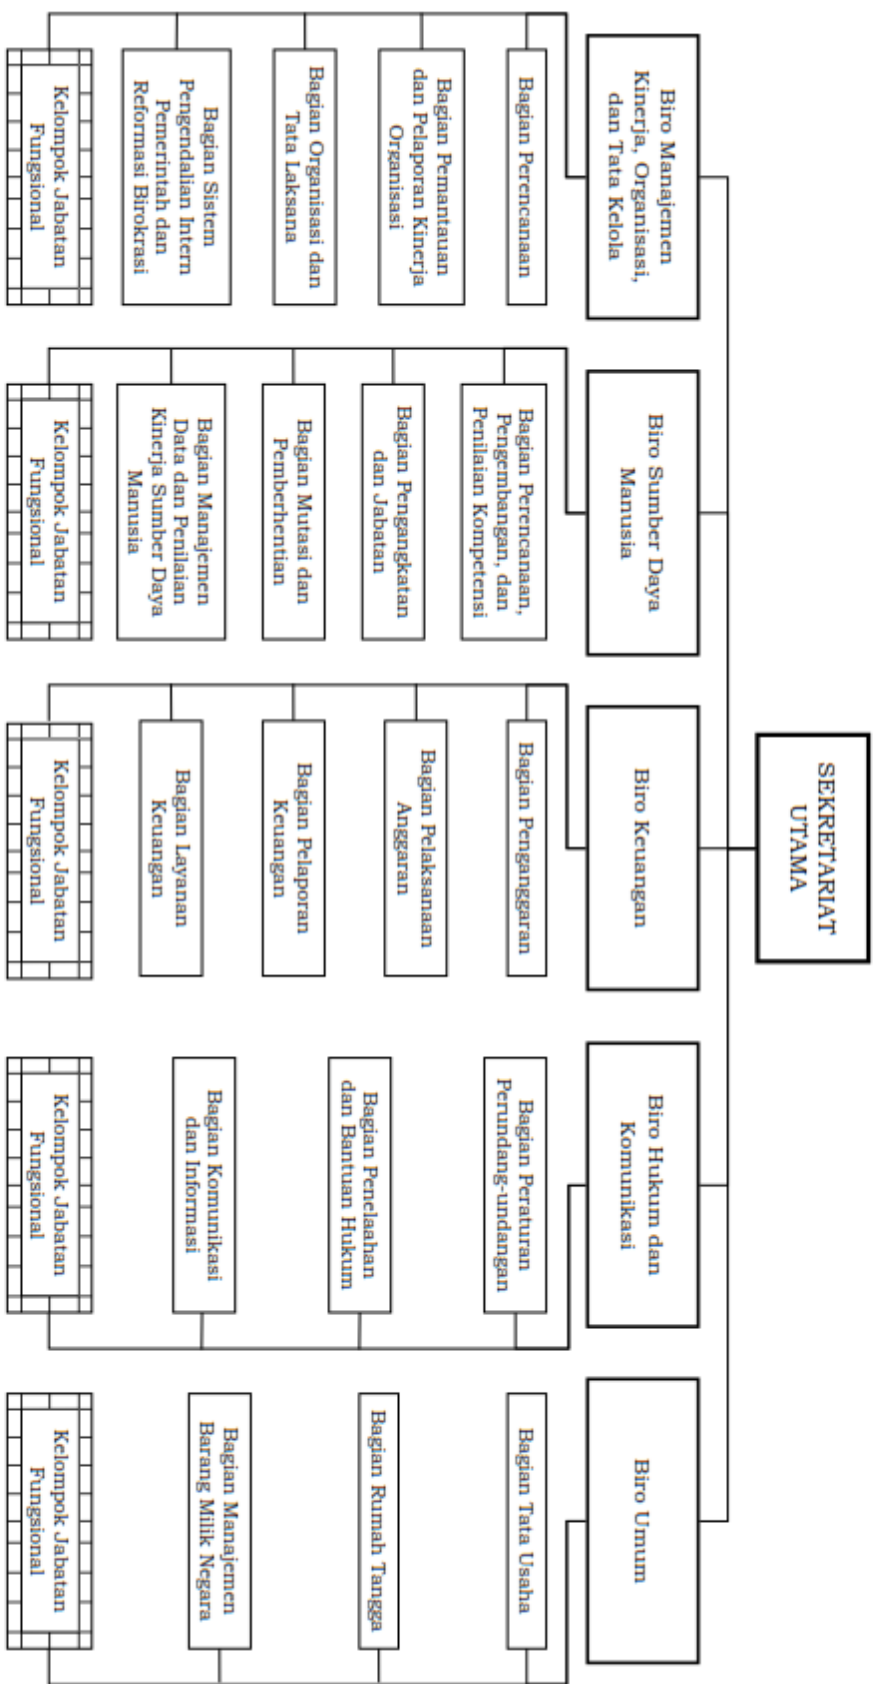 SEKRETARIAT
UTAMA
Biro Manajemen
Kinerja, Organisasi,
dan Tata Kelola
Bagian Perencanaan
Bagian Pemantauan
dan Pelaporan Kinerja
Organisasi
Bagian Organisasi dan
Tata Laksana
Bagian Sistem
Pengendalian Intern
Pemerintah dan
Reformasi Birokrasi
Kelompok Jabatan
Fungsional
Biro Sumber Daya
Manusia
Bagian Perencanaan,
Pengembangan, dan
Penilaian Kompetensi
Bagian Pengangkatan
dan Jabatan
Bagian Mutasi dan
Pemberhentian
Bagian Manajemen
Data dan Penilaian
Kinerja Sumber Daya
Manusia
Kelompok Jabatan
Fungsional
Biro Keuangan
Bagian Penganggaran
Bagian Pelaksanaan
Anggaran
Bagian Pelaporan
Keuangan
Bagian Layanan
Keuangan
Kelompok Jabatan
Fungsional
Biro Hukum dan
Komunikasi
Bagian Peraturan
Perundang-undangan
Bagian Penelaahan
dan Bantuan Hukum
Bagian Komunikasi
dan Informasi
Kelompok Jabatan
Fungsional
Biro Umum
Bagian Tata Usaha
Bagian Rumah Tangga
Bagian Manajemen
Barang Milik Negara
Kelompok Jabatan
Fungsional